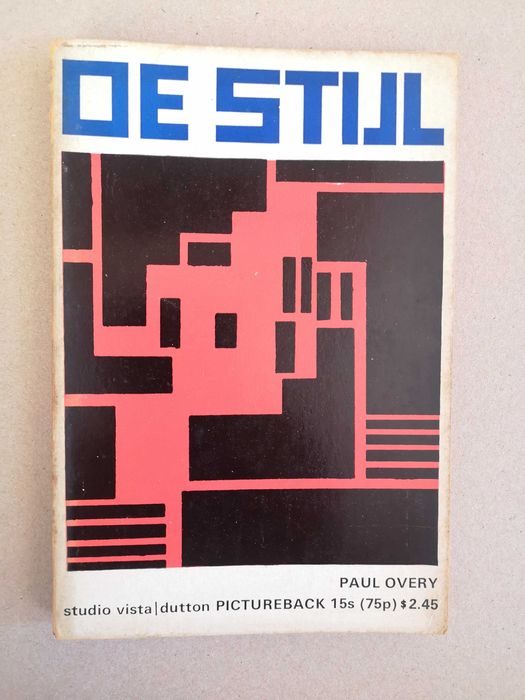 DE STIJL
PAUL OVERY
studio vista|dutton PICTUREBACK 15s (75p) $2.45